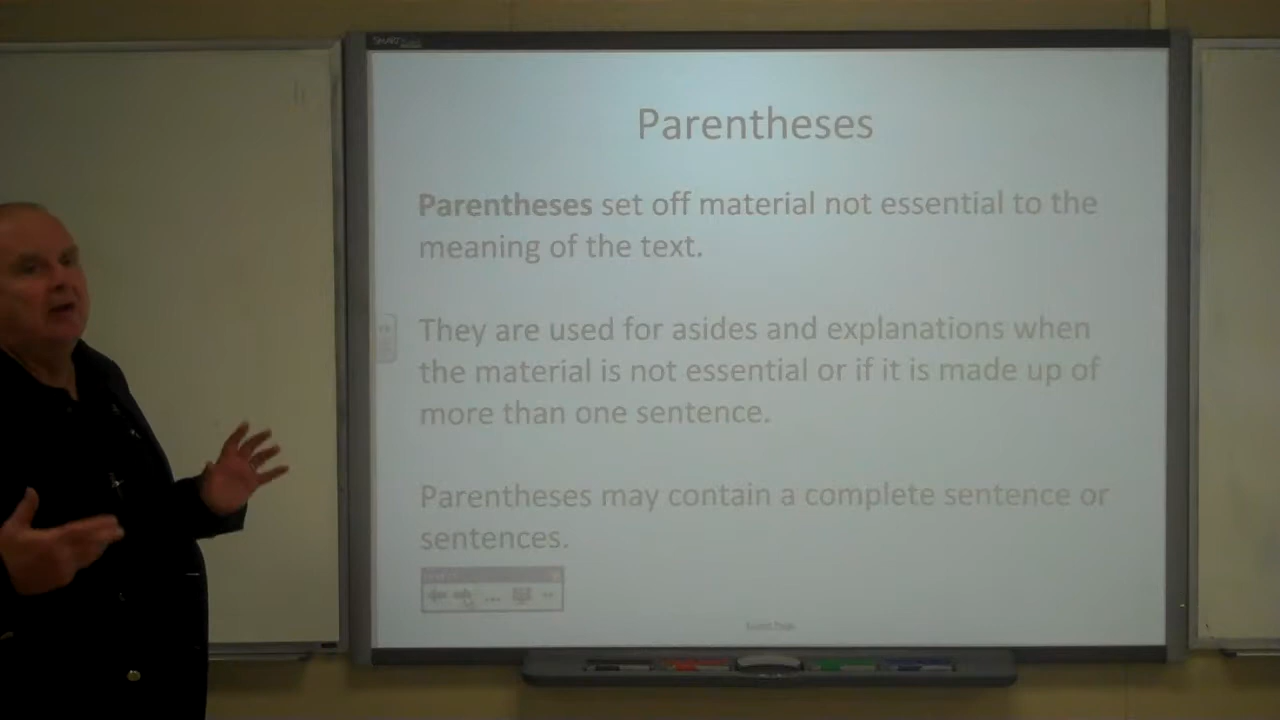 SMART
Parentheses
Parentheses set off material not essential to the
meaning of the text.
They are used for asides and explanations when
the material is not essential or if it is made up of
more than one sentence.
Parentheses may contain a complete sentence or
sentences.